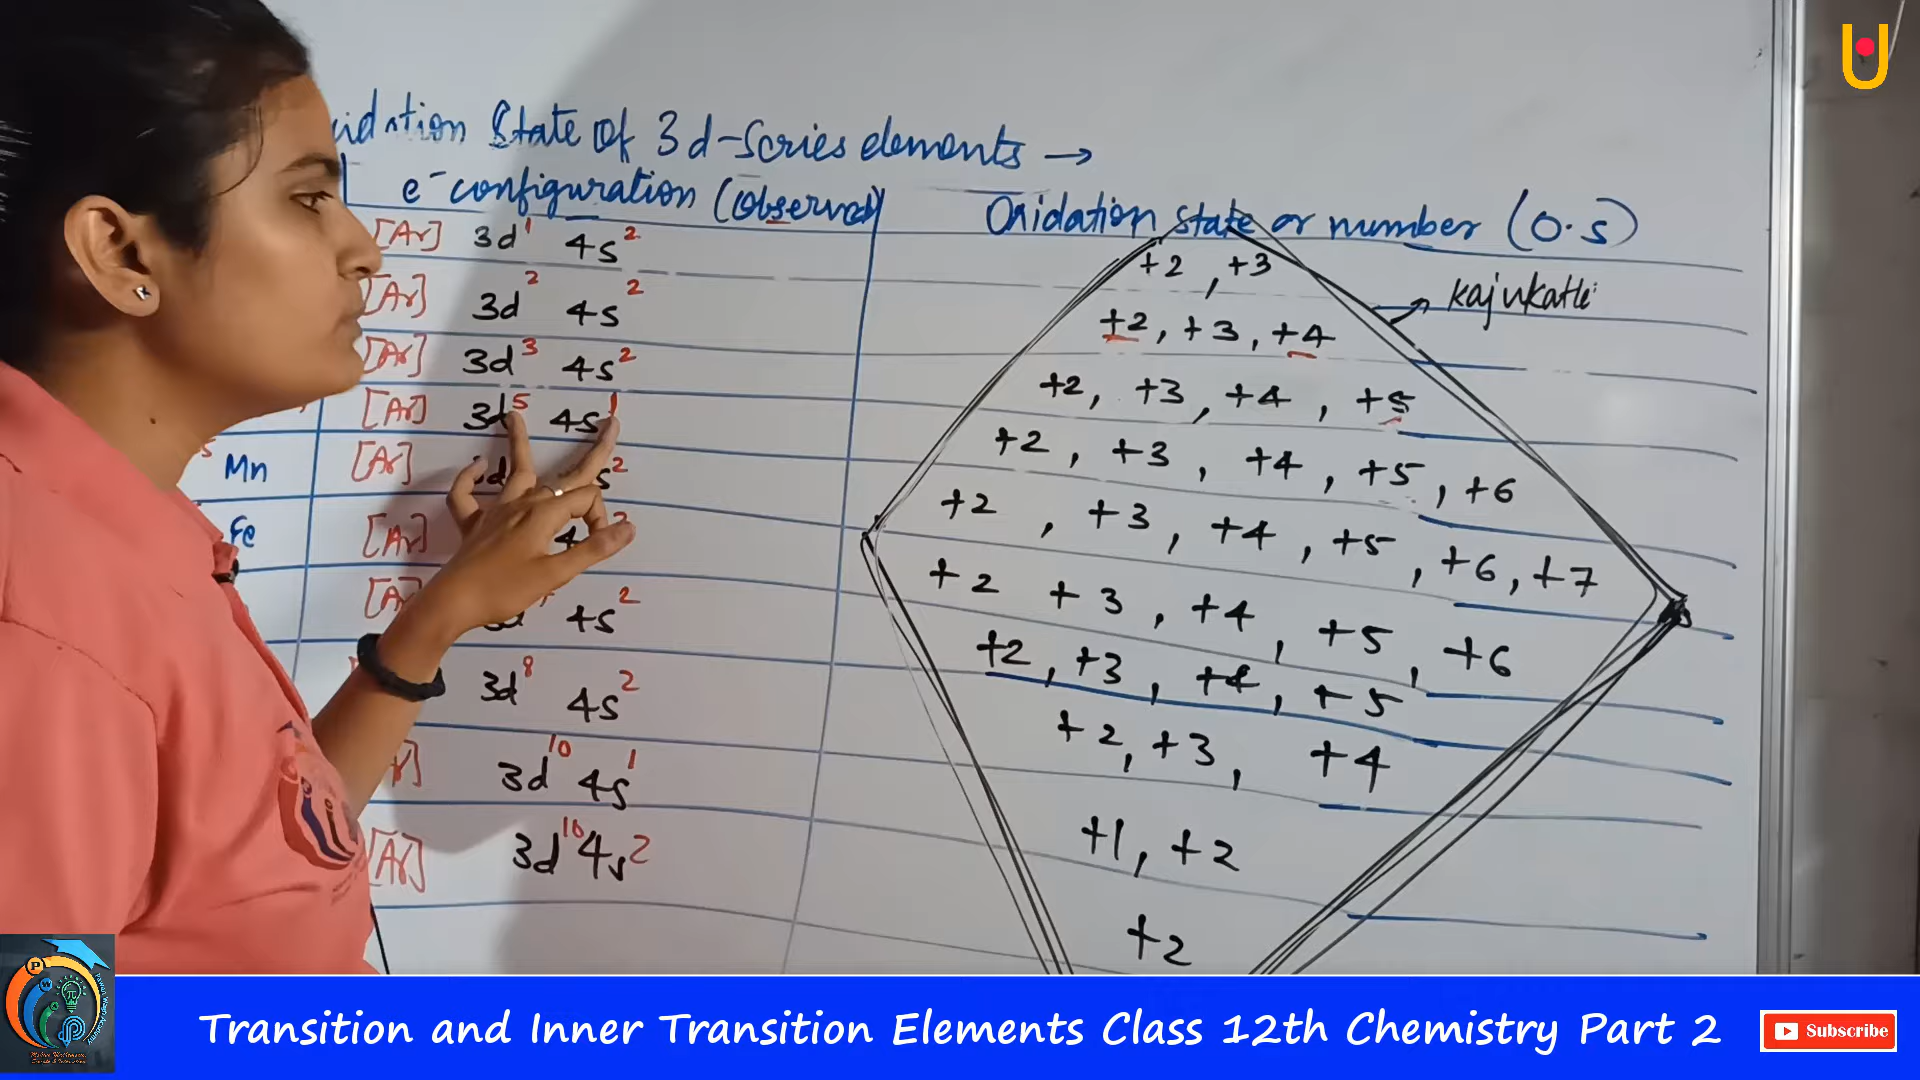 idation State Of 3d-Series elements →
e⁻configuration (Observed) Oxidation state or number (O.S)
[Ar] 3d¹ 4s² +2, +3
kajukatli
[Ar] 3d² 4s² +2, +3, +4
[Ar] 3d³ 4s² +2, +3, +4, +5
[Ar] 3d⁵ 4s¹ +2, +3, +4, +5, +6
Mn [Ar] s² +2, +3, +4, +5, +6, +7
Fe [Ar] 4 2 +2 +3, +4, +5, +6
[Ar] 4s² +2, +3, +4, +5
3d⁸ 4s² +2, +3, +4
3d¹⁰ 4s¹ +1, +2
[Ar] 3d¹⁰ 4s² +2
Transition and Inner Transition Elements Class 12th Chemistry Part 2
Subscribe